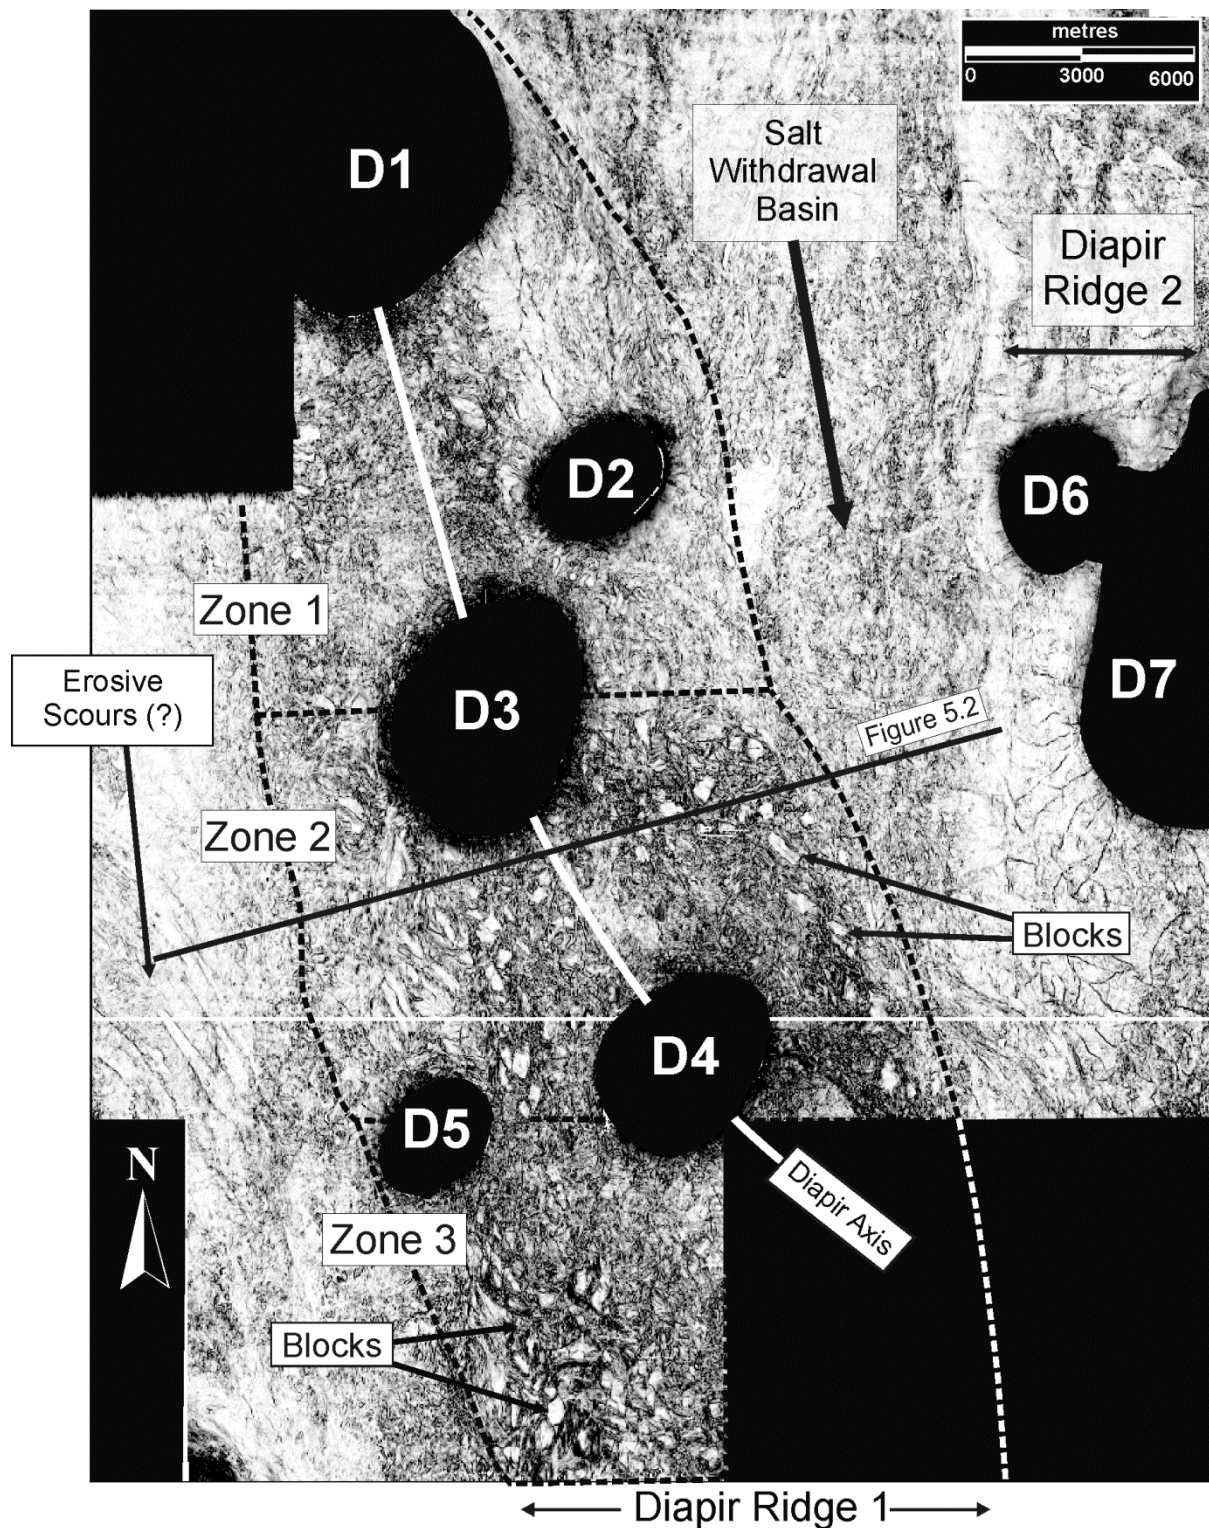 metres
0 3000 6000
D1
Salt
Withdrawal
Basin
Diapir
Ridge 2
D2
D6
Zone 1
Erosive
Scours (?)
D3
D7
Figure 5.2
Zone 2
Blocks
D4
D5
N
Diapir Axis
Zone 3
Blocks
Diapir Ridge 1